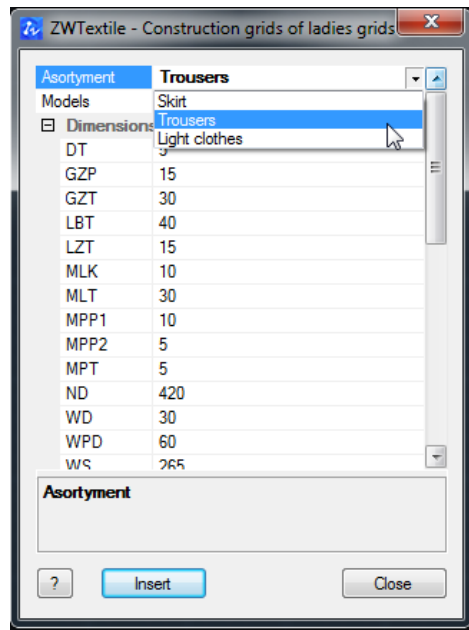 ZWTextile - Construction grids of ladies grids
Asortyment Trousers
Models Skirt
Trousers
Dimensions
Light clothes
DT
GZP 15
GZT 30
LBT 40
LZT 15
MLK 10
MLT 30
MPP1 10
MPP2 5
MPT 5
ND 420
WD 30
WPD 60
WS 265
Asortyment
? Insert Close